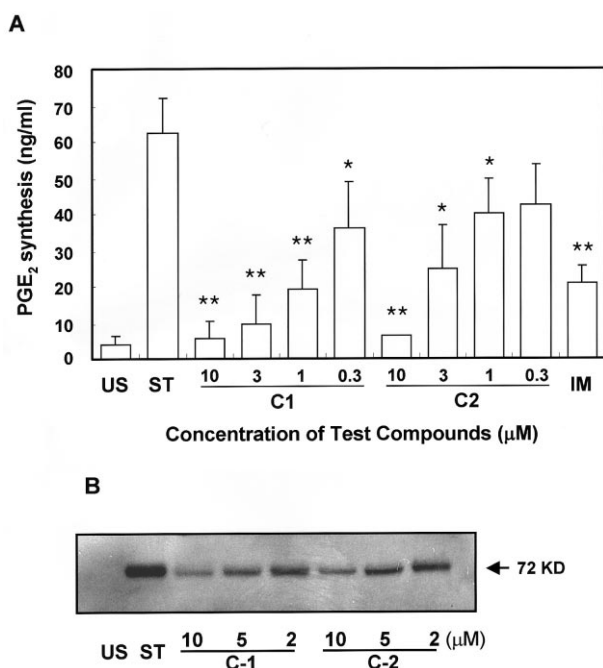 A
PGE₂ synthesis (ng/ml)
80
70
60
50
40
30
20
10
0
** ** ** * ** * * **
US ST 10 3 1 0.3 10 3 1 0.3 IM
C1 C2
Concentration of Test Compounds (μM)
B
72 KD
US ST 10 5 2 10 5 2 (μM)
C-1 C-2